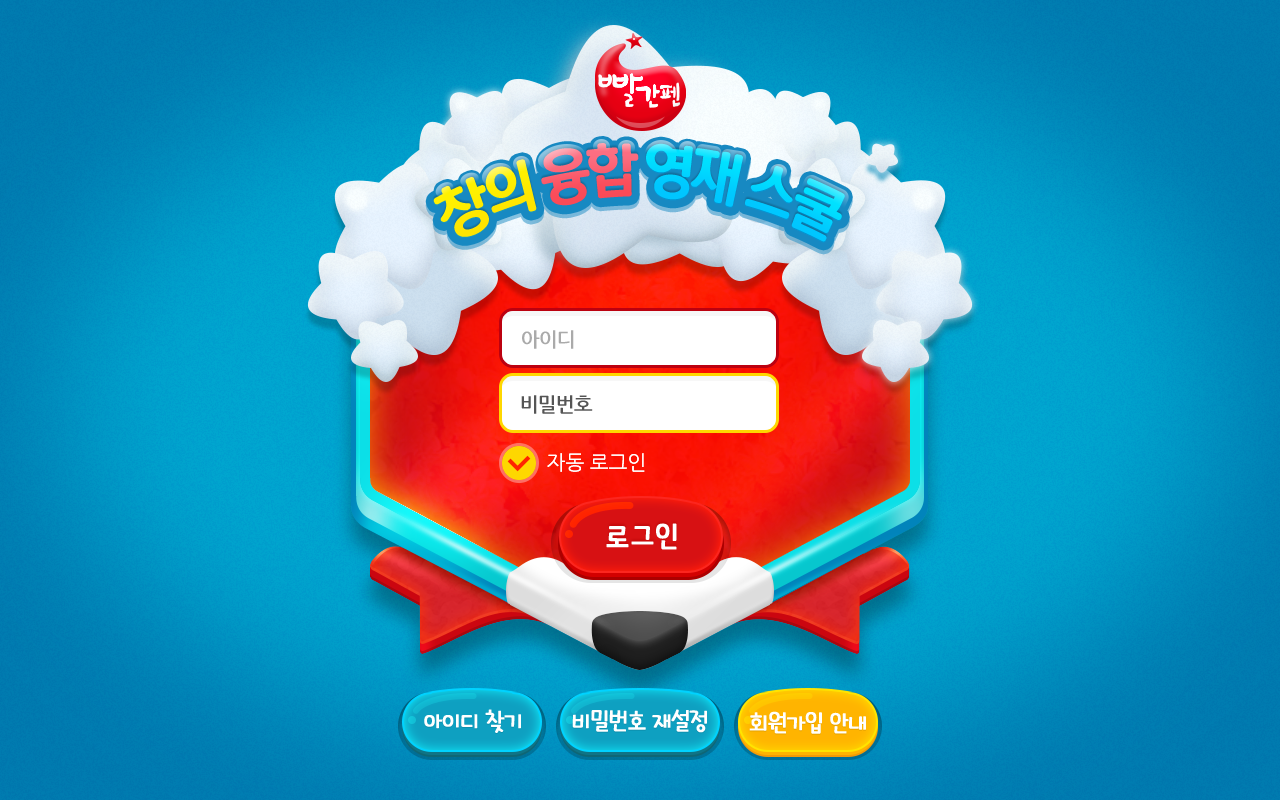 빨간펜
창의 융합 영재 스쿨
아이디
비밀번호
자동 로그인
로그인
아이디 찾기
비밀번호 재설정
회원가입 안내